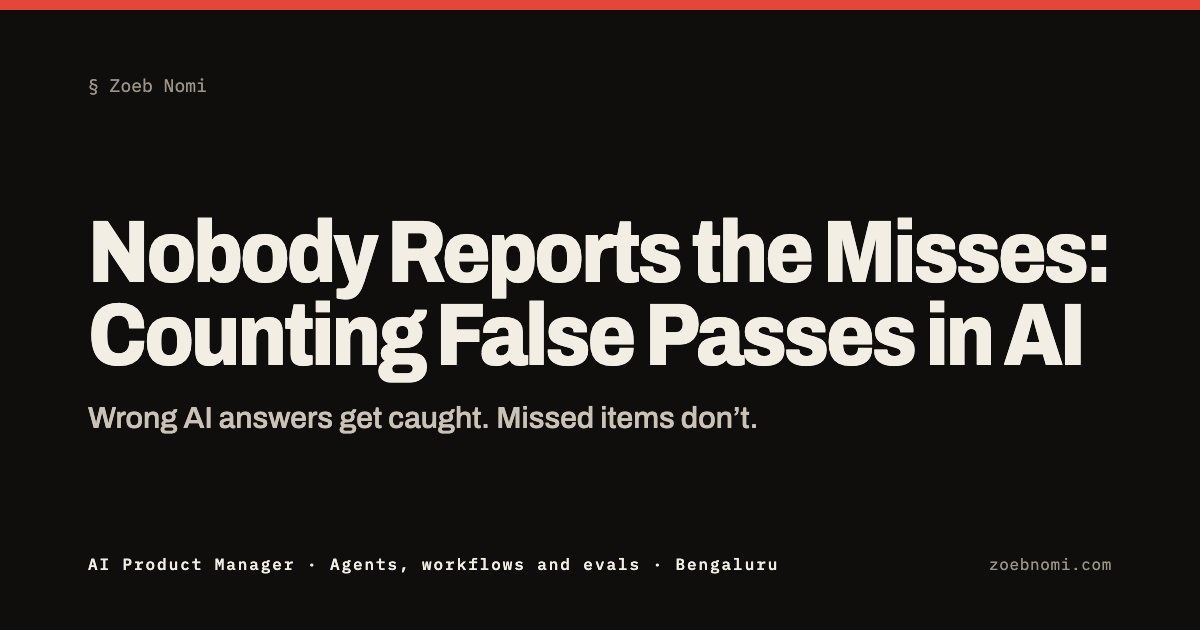 § Zoeb Nomi
Nobody Reports the Misses:
Counting False Passes in AI
Wrong AI answers get caught. Missed items don’t.
AI Product Manager · Agents, workflows and evals · Bengaluru
zoebnomi.com